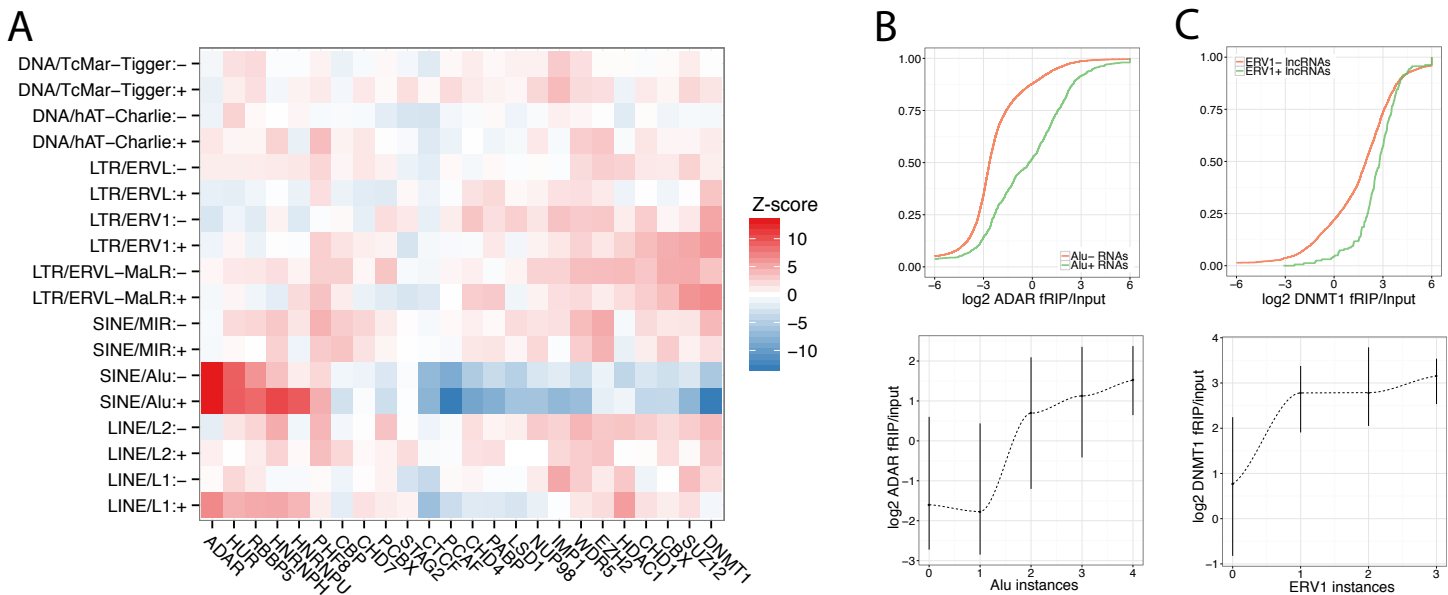 A
DNA/TcMar−Tigger:−
DNA/TcMar−Tigger:+
DNA/hAT−Charlie:−
DNA/hAT−Charlie:+
LTR/ERVL:−
LTR/ERVL:+
LTR/ERV1:−
LTR/ERV1:+
LTR/ERVL−MaLR:−
LTR/ERVL−MaLR:+
SINE/MIR:−
SINE/MIR:+
SINE/Alu:−
SINE/Alu:+
LINE/L2:−
LINE/L2:+
LINE/L1:−
LINE/L1:+
ADAR
HUR
RBBP5
HNRNPH
HNRNPU
PHF8
CBP
CHD7
PCBX
STAG2
CTCF
PCAF
CHD4
PABP
LSD1
NUP98
IMP1
WDR5
EZH2
HDAC1
CHD1
CBX
SUZ12
DNMT1
Z−score
10
5
0
−5
−10
B
1.00
0.75
0.50
0.25
0.00
Alu− RNAs
Alu+ RNAs
−6 −3 0 3 6
log2 ADAR fRIP/Input
log2 ADAR fRIP/input
2
1
0
−1
−2
−3
0 1 2 3 4
Alu instances
C
1.00
0.75
0.50
0.25
0.00
ERV1− lncRNAs
ERV1+ lncRNAs
−6 −3 0 3 6
log2 DNMT1 fRIP/Input
log2 DNMT1 fRIP/input
4
3
2
1
0
−1
0 1 2 3
ERV1 instances